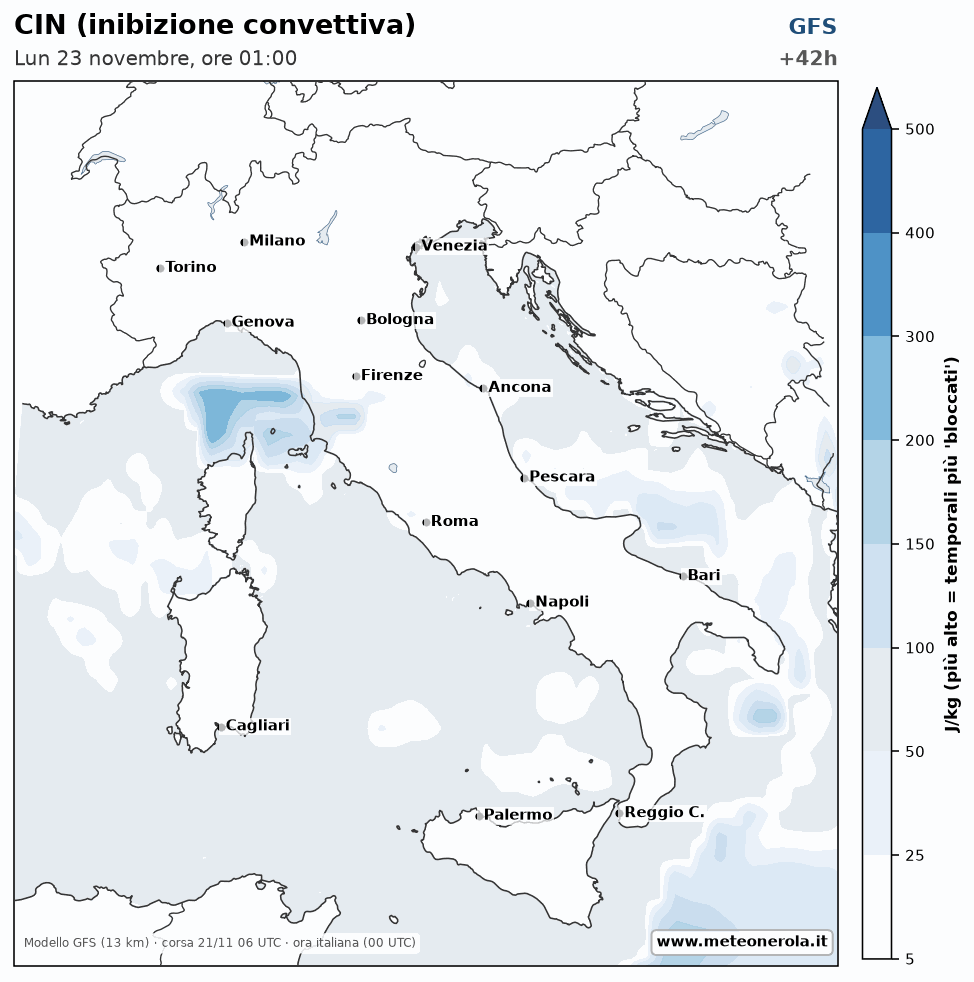 CIN (inibizione convettiva)
GFS
Lun 23 novembre, ore 01:00
+42h
Milano
Venezia
Torino
Genova
Bologna
Firenze
Ancona
Pescara
Roma
Bari
Napoli
Cagliari
Palermo
Reggio C.
500
400
300
200
150
100
50
25
5
J/kg (più alto = temporali più 'bloccati')
Modello GFS (13 km) · corsa 21/11 06 UTC · ora italiana (00 UTC)
www.meteonerola.it